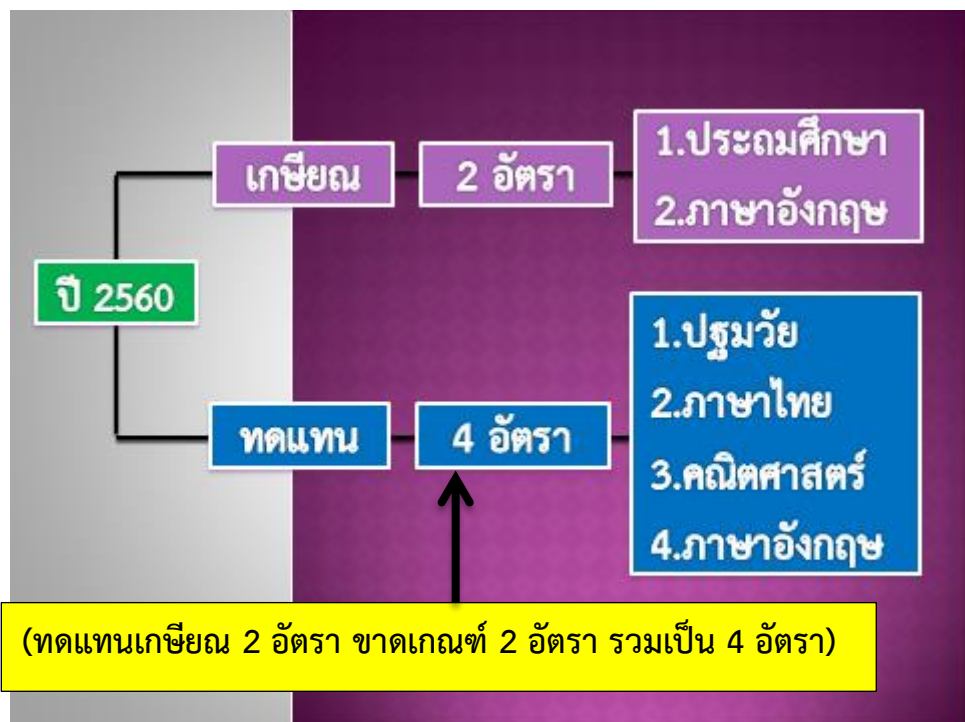 ปี 2560
เกษียณ
2 อัตรา
1.ประถมศึกษา
2.ภาษาอังกฤษ
ทดแทน
4 อัตรา
1.ปฐมวัย
2.ภาษาไทย
3.คณิตศาสตร์
4.ภาษาอังกฤษ
(ทดแทนเกษียณ 2 อัตรา ขาดเกณฑ์ 2 อัตรา รวมเป็น 4 อัตรา)